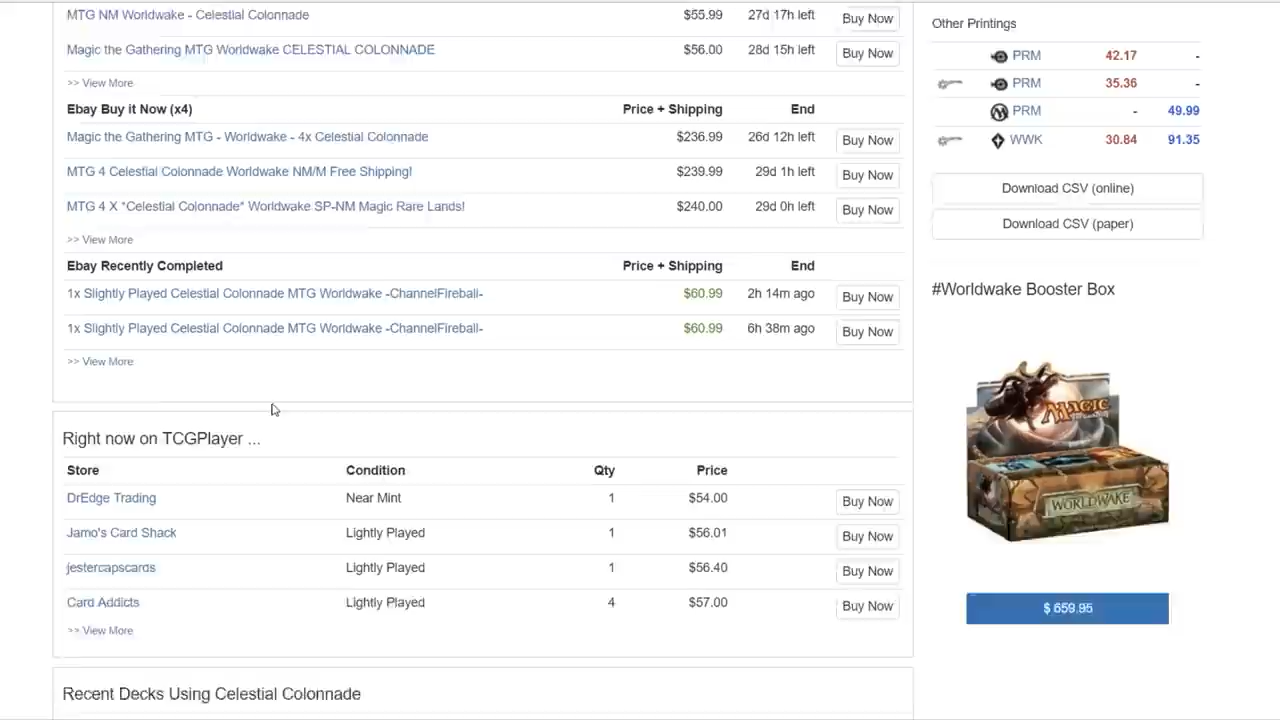 MTG NM Worldwake - Celestial Colonnade $55.99 27d 17h left Buy Now
Magic the Gathering MTG Worldwake CELESTIAL COLONNADE $56.00 28d 15h left Buy Now
>> View More
Ebay Buy it Now (x4) Price + Shipping End
Magic the Gathering MTG - Worldwake - 4x Celestial Colonnade $236.99 26d 12h left Buy Now
MTG 4 Celestial Colonnade Worldwake NM/M Free Shipping! $239.99 29d 1h left Buy Now
MTG 4 X *Celestial Colonnade* Worldwake SP-NM Magic Rare Lands! $240.00 29d 0h left Buy Now
>> View More
Ebay Recently Completed Price + Shipping End
1x Slightly Played Celestial Colonnade MTG Worldwake -ChannelFireball- $60.99 2h 14m ago Buy Now
1x Slightly Played Celestial Colonnade MTG Worldwake -ChannelFireball- $60.99 6h 38m ago Buy Now
>> View More
Right now on TCGPlayer ...
Store Condition Qty Price
DrEdge Trading Near Mint 1 $54.00 Buy Now
Jamo's Card Shack Lightly Played 1 $56.01 Buy Now
jestercapscards Lightly Played 1 $56.40 Buy Now
Card Addicts Lightly Played 4 $57.00 Buy Now
>> View More
Recent Decks Using Celestial Colonnade
Other Printings
PRM 42.17 -
PRM 35.36 -
PRM - 49.99
WWK 30.84 91.35
Download CSV (online)
Download CSV (paper)
#Worldwake Booster Box
MAGIC
WORLDWAKE
$ 659.95